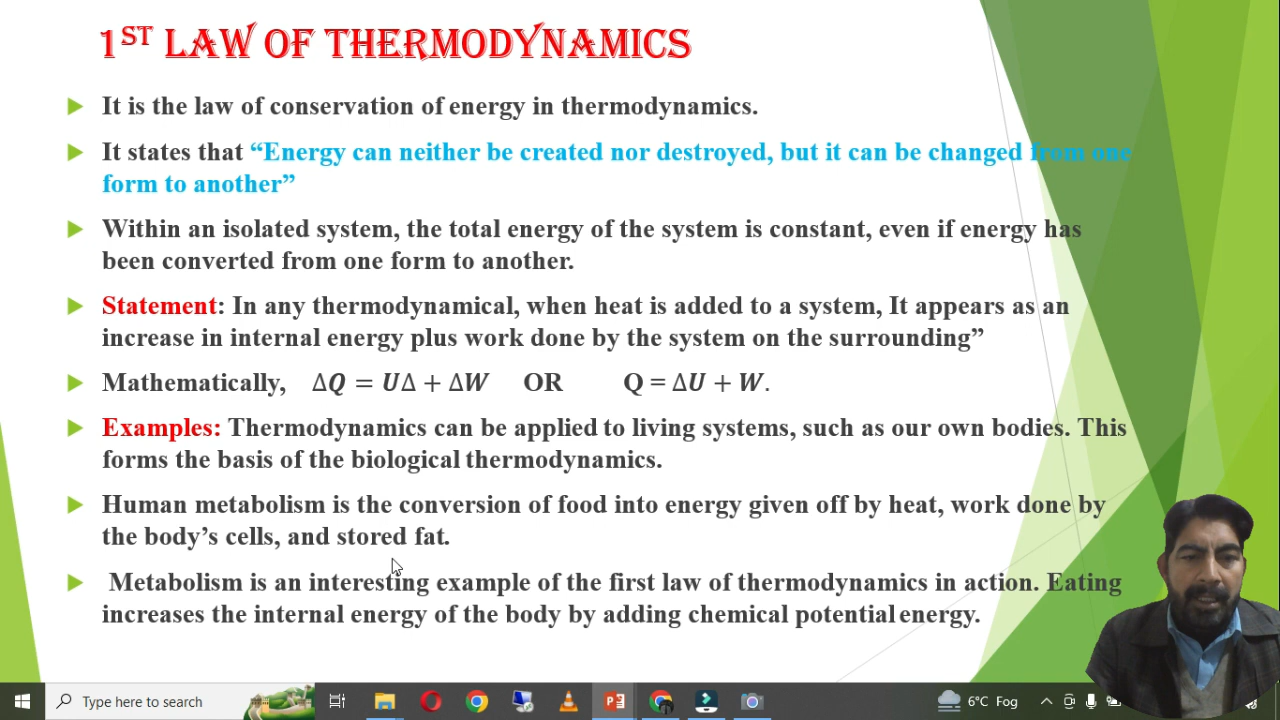 1ST LAW OF THERMODYNAMICS
It is the law of conservation of energy in thermodynamics.
It states that “Energy can neither be created nor destroyed, but it can be changed from one
form to another”
Within an isolated system, the total energy of the system is constant, even if energy has
been converted from one form to another.
Statement: In any thermodynamical, when heat is added to a system, It appears as an
increase in internal energy plus work done by the system on the surrounding”
Mathematically, ΔQ = UΔ + ΔW OR Q = ΔU + W.
Examples: Thermodynamics can be applied to living systems, such as our own bodies. This
forms the basis of the biological thermodynamics.
Human metabolism is the conversion of food into energy given off by heat, work done by
the body’s cells, and stored fat.
Metabolism is an interesting example of the first law of thermodynamics in action. Eating
increases the internal energy of the body by adding chemical potential energy.
Type here to search
6°C Fog